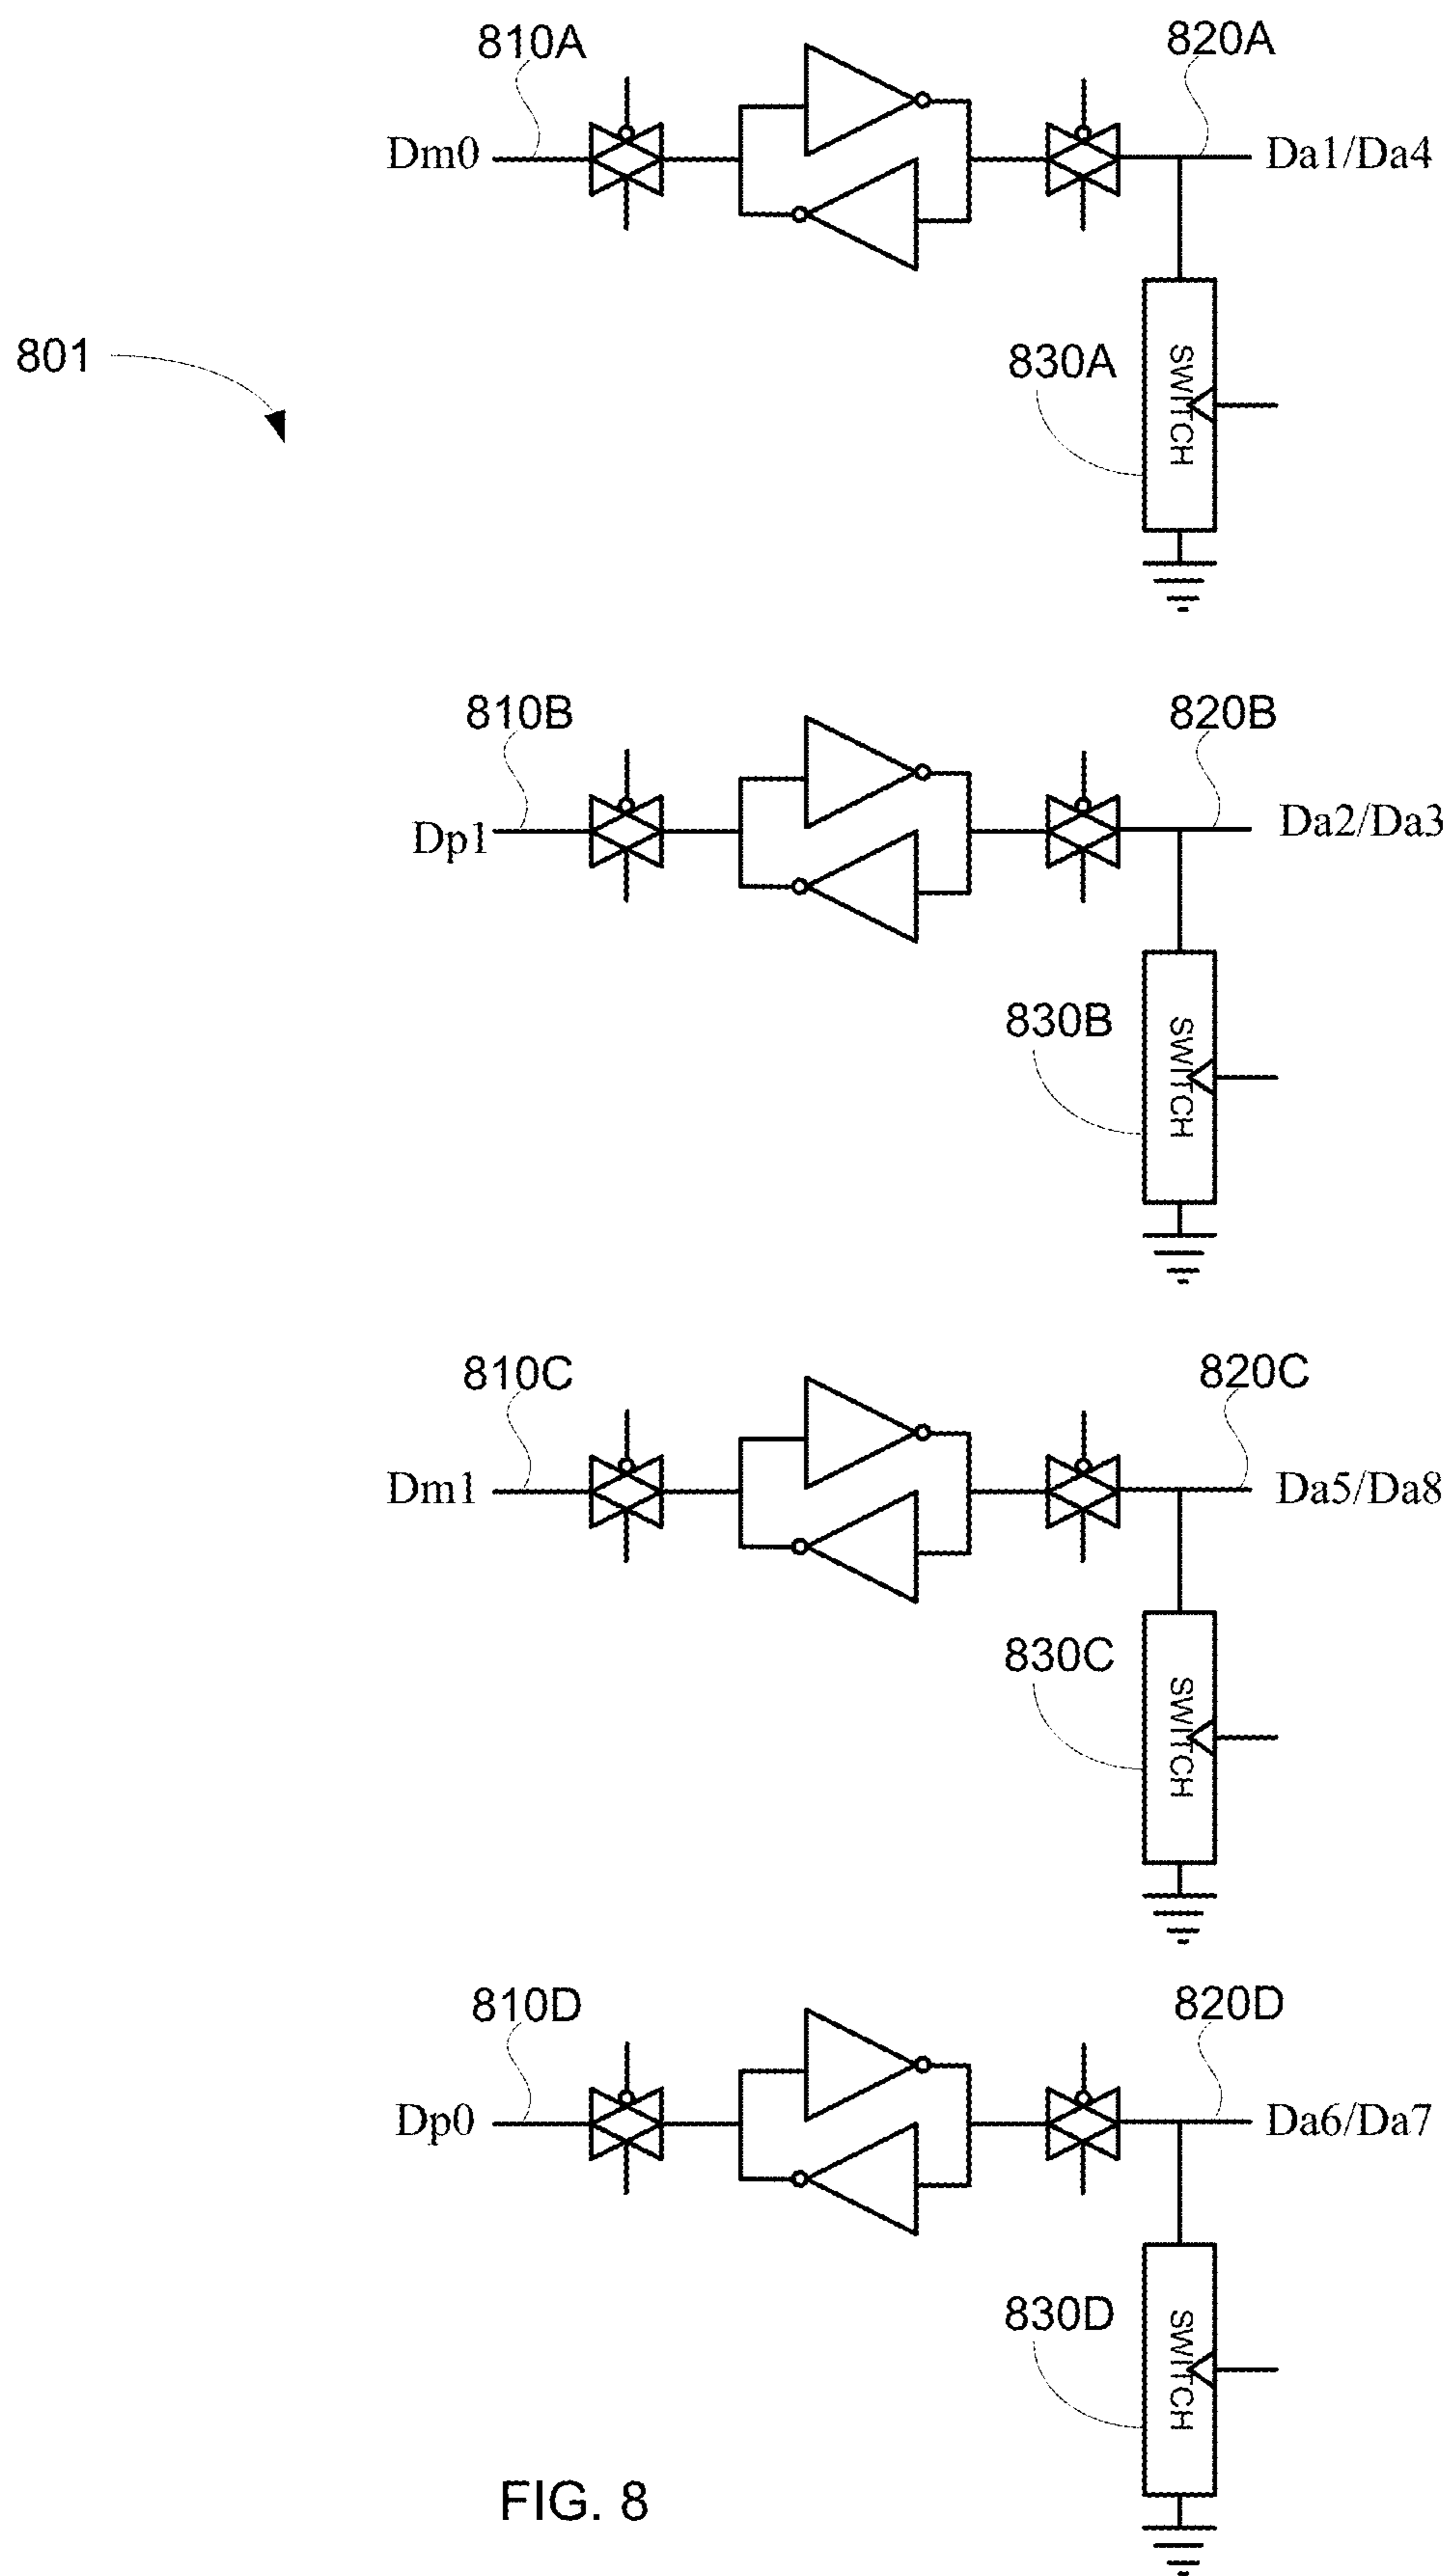 810A
820A
Dm0
Da1/Da4
801
830A
SWITCH
810B
820B
Dp1
Da2/Da3
830B
SWITCH
810C
820C
Dm1
Da5/Da8
830C
SWITCH
810D
820D
Dp0
Da6/Da7
830D
SWITCH
FIG. 8